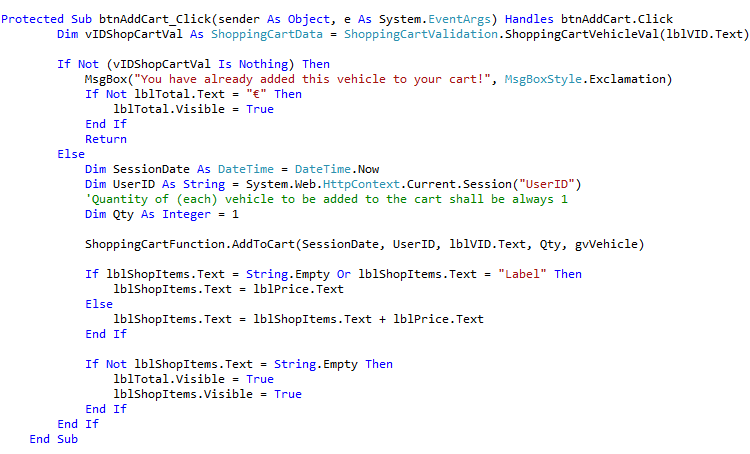 Protected Sub btnAddCart_Click(sender As Object, e As System.EventArgs) Handles btnAddCart.Click
        Dim vIDShopCartVal As ShoppingCartData = ShoppingCartValidation.ShoppingCartVehicleVal(lblVID.Text)

        If Not (vIDShopCartVal Is Nothing) Then
            MsgBox("You have already added this vehicle to your cart!", MsgBoxStyle.Exclamation)
            If Not lblTotal.Text = "€" Then
                lblTotal.Visible = True
            End If
            Return
        Else
            Dim SessionDate As DateTime = DateTime.Now
            Dim UserID As String = System.Web.HttpContext.Current.Session("UserID")
            'Quantity of (each) vehicle to be added to the cart shall be always 1
            Dim Qty As Integer = 1

            ShoppingCartFunction.AddToCart(SessionDate, UserID, lblVID.Text, Qty, gvVehicle)

            If lblShopItems.Text = String.Empty Or lblShopItems.Text = "Label" Then
                lblShopItems.Text = lblPrice.Text
            Else
                lblShopItems.Text = lblShopItems.Text + lblPrice.Text
            End If

            If Not lblShopItems.Text = String.Empty Then
                lblTotal.Visible = True
                lblShopItems.Visible = True
            End If
        End If
    End Sub